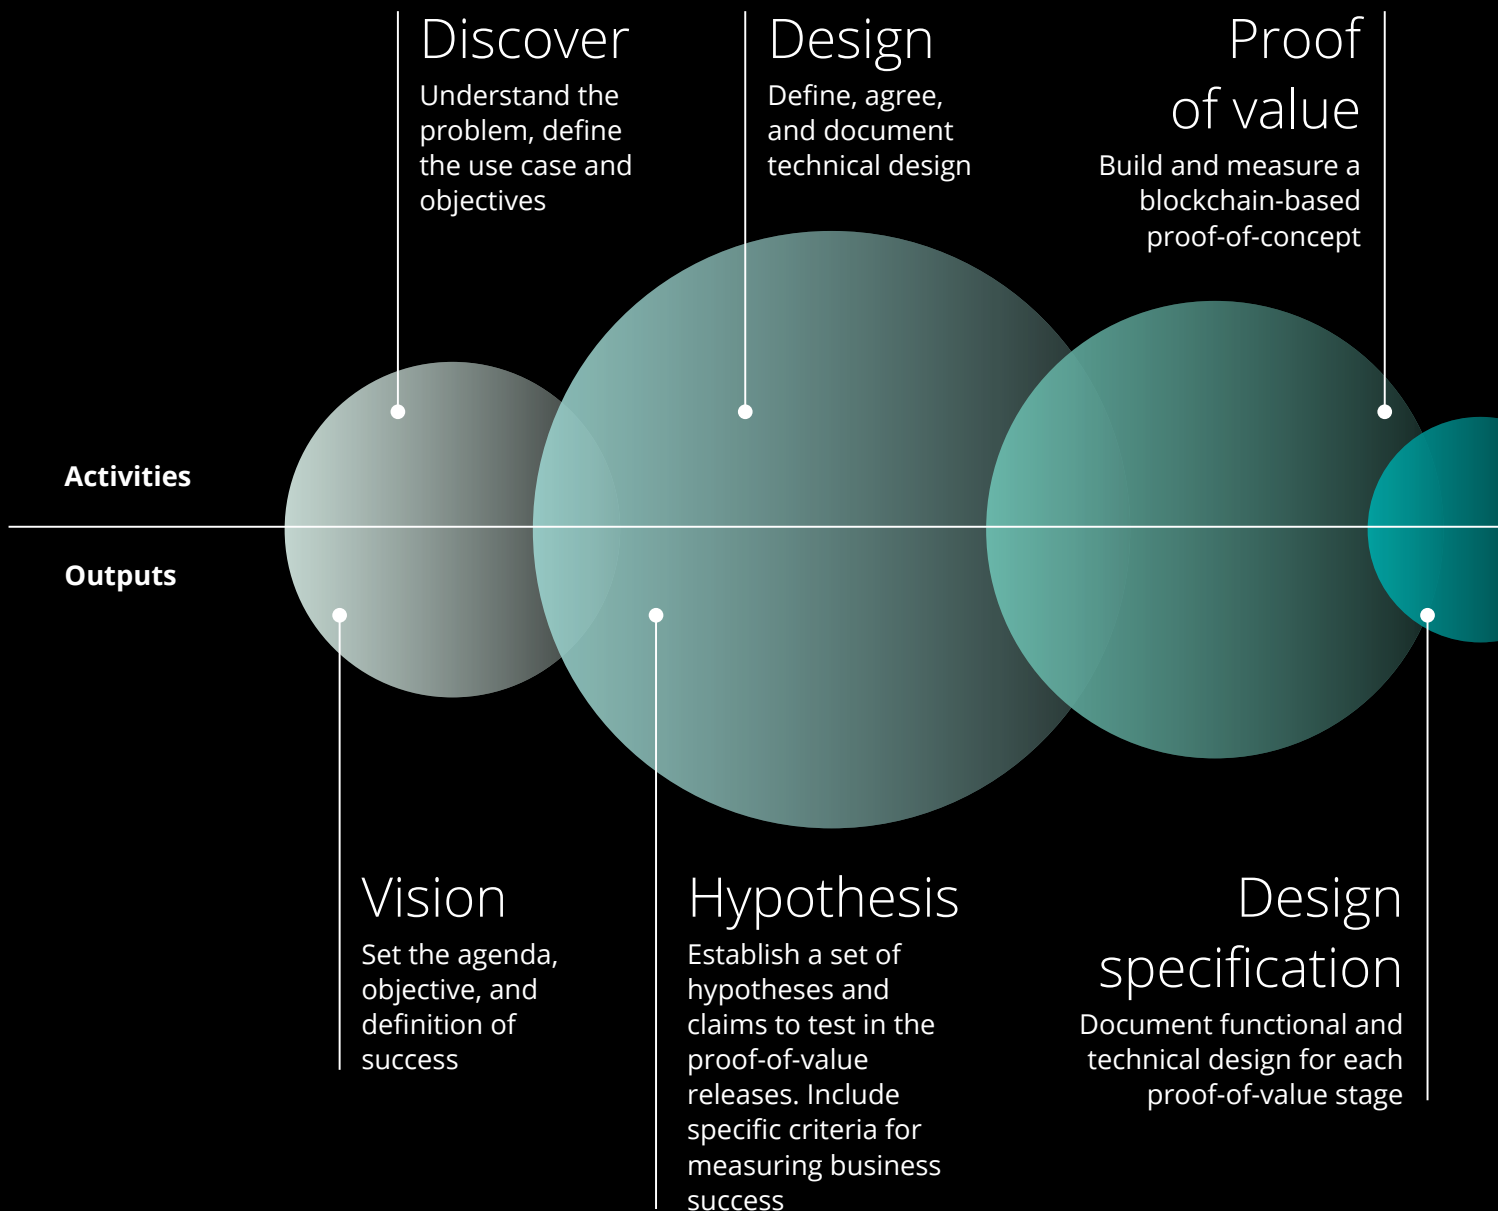 Discover
Understand the
problem, define
the use case and
objectives
Design
Define, agree,
and document
technical design
Proof
of value
Build and measure a
blockchain-based
proof-of-concept
Activities
Outputs
Vision
Set the agenda,
objective, and
definition of
success
Hypothesis
Establish a set of
hypotheses and
claims to test in the
proof-of-value
releases. Include
specific criteria for
measuring business
success
Design
specification
Document functional and
technical design for each
proof-of-value stage